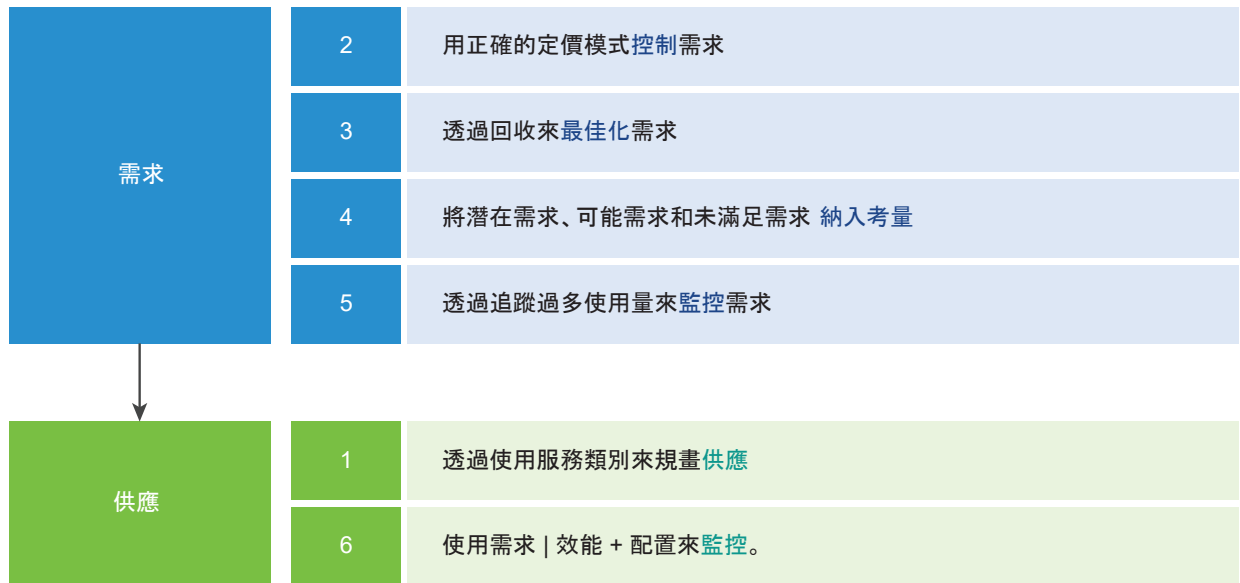 需求
2
用正確的定價模式控制需求
3
透過回收來最佳化需求
4
將潛在需求、可能需求和未滿足需求 納入考量
5
透過追蹤過多使用量來監控需求
供應
1
透過使用服務類別來規畫供應
6
使用需求 | 效能 + 配置來監控。